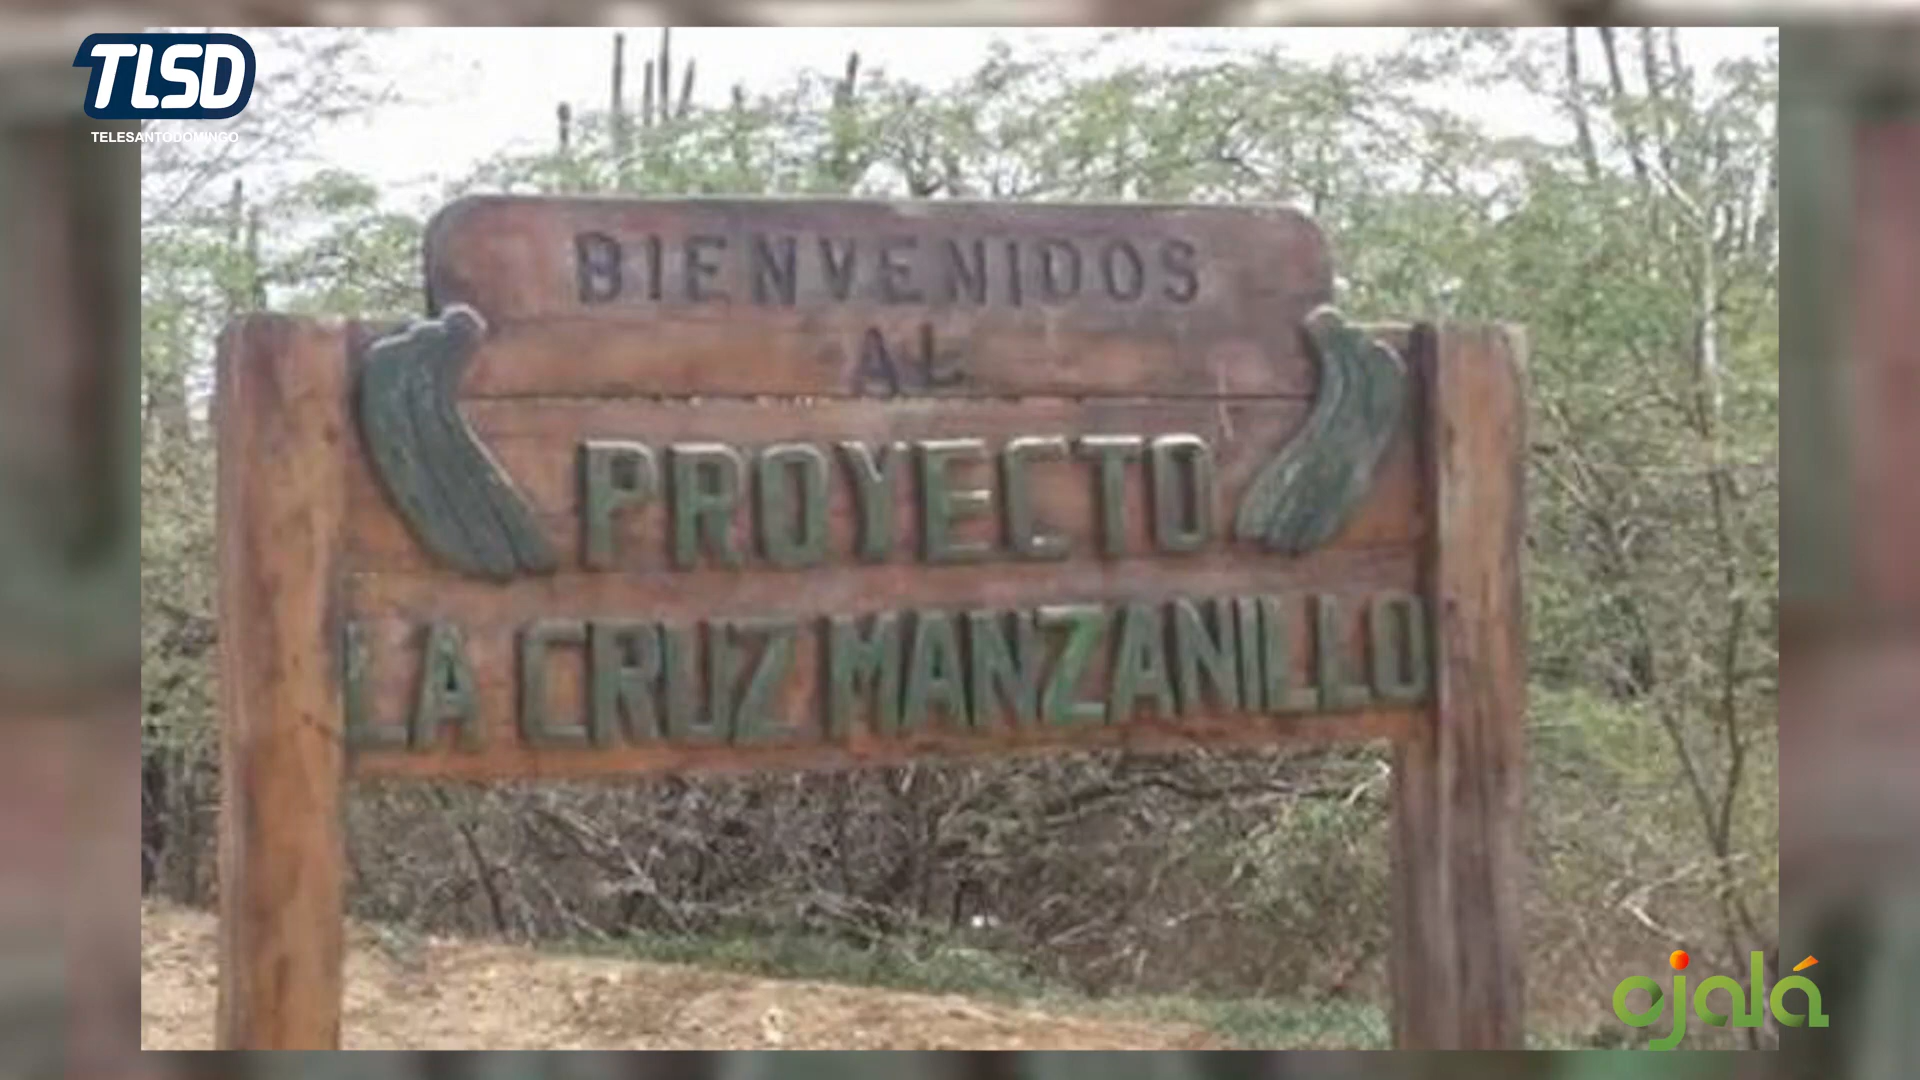 TLSD
TELESANTODOMINGO
BIENVENIDOS
AL
PROYECTO
LA CRUZ MANZANILLO
ojalá